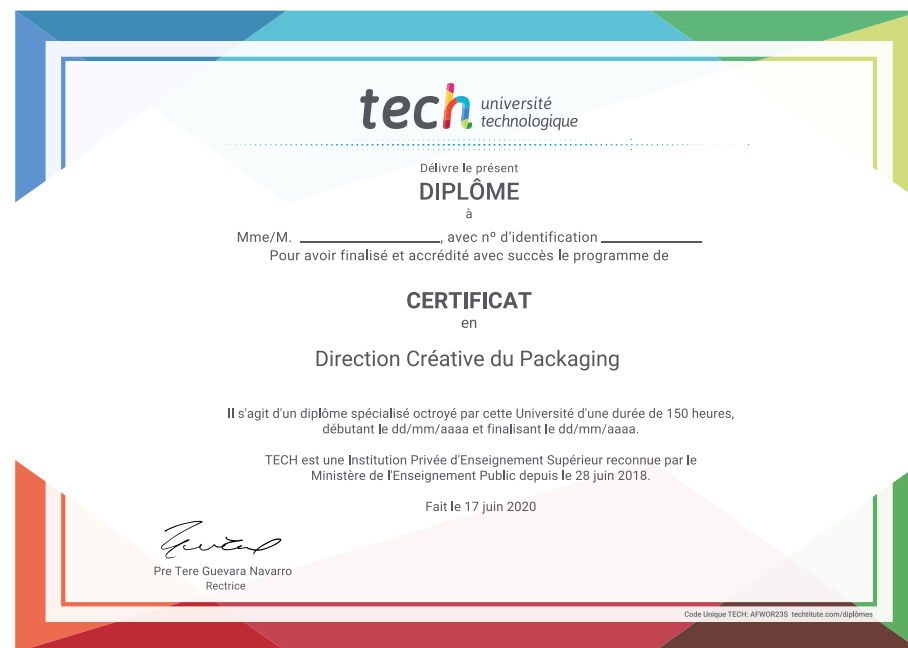 tech université
technologique
Délivre le présent
DIPLÔME
à
Mme/M. ____________, avec nº d'identification ____________
Pour avoir finalisé et accrédité avec succès le programme de
CERTIFICAT
en
Direction Créative du Packaging
Il s'agit d'un diplôme spécialisé octroyé par cette Université d'une durée de 150 heures,
débutant le dd/mm/aaaa et finalisant le dd/mm/aaaa.
TECH est une Institution Privée d'Enseignement Supérieur reconnue par le
Ministère de l'Enseignement Public depuis le 28 juin 2018.
Fait le 17 juin 2020
Pre Tere Guevara Navarro
Rectrice
Code Unique TECH: AFWOR23S techtitute.com/diplômes